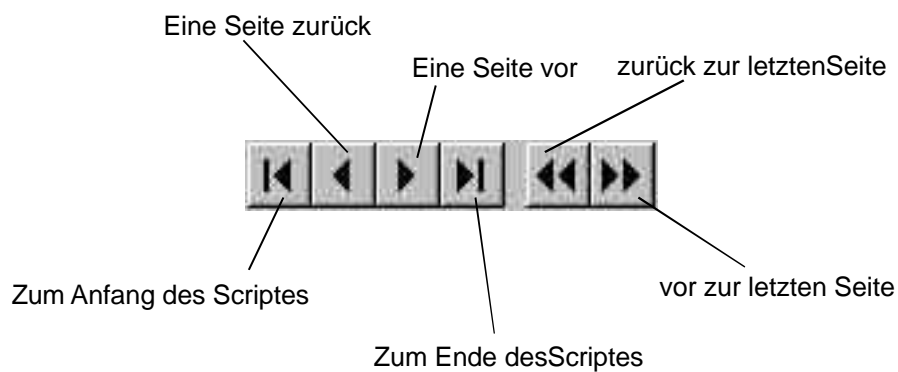 Eine Seite zurück
Eine Seite vor
zurück zur letztenSeite
Zum Anfang des Scriptes
vor zur letzten Seite
Zum Ende desScriptes